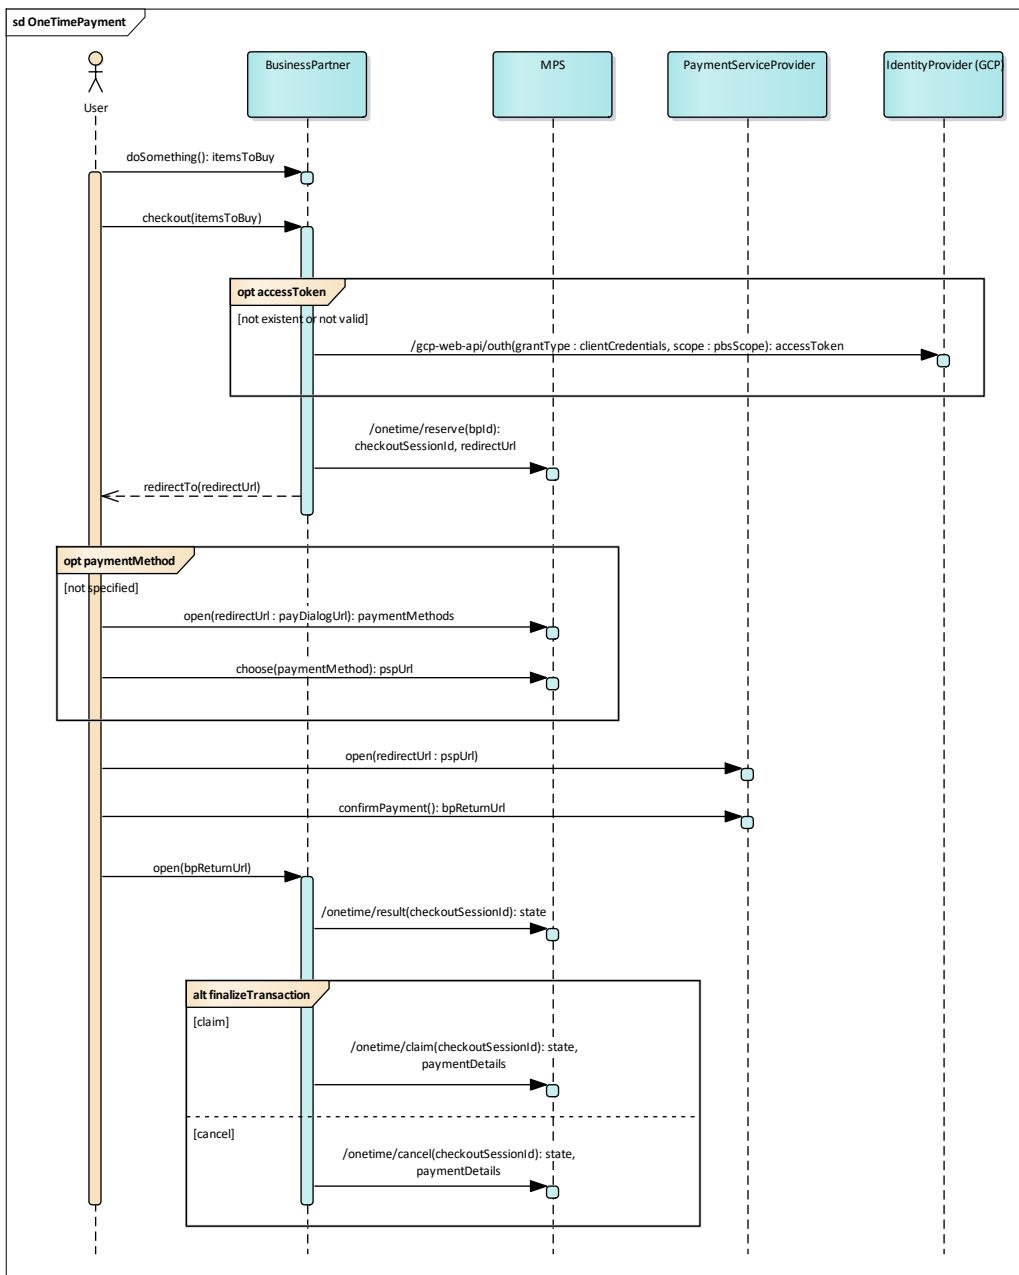 sd OneTimePayment
BusinessPartner
MPS
PaymentServiceProvider
IdentityProvider (GCP)
User
doSomething(): itemsToBuy
checkout(itemsToBuy)
opt accessToken
[not existent or not valid]
/gcp-web-api/outh(grantType : clientCredentials, scope : pbsScope): accessToken
/onetime/reserve(bpId):
checkoutSessionId, redirectUrl
redirectTo(redirectUrl)
opt paymentMethod
[not specified]
open(redirectUrl : payDialogUrl): paymentMethods
choose(paymentMethod): pspUrl
open(redirectUrl : pspUrl)
confirmPayment(): bpReturnUrl
open(bpReturnUrl)
/onetime/result(checkoutSessionId): state
alt finalizeTransaction
[claim]
/onetime/claim(checkoutSessionId): state,
paymentDetails
[cancel]
/onetime/cancel(checkoutSessionId): state,
paymentDetails